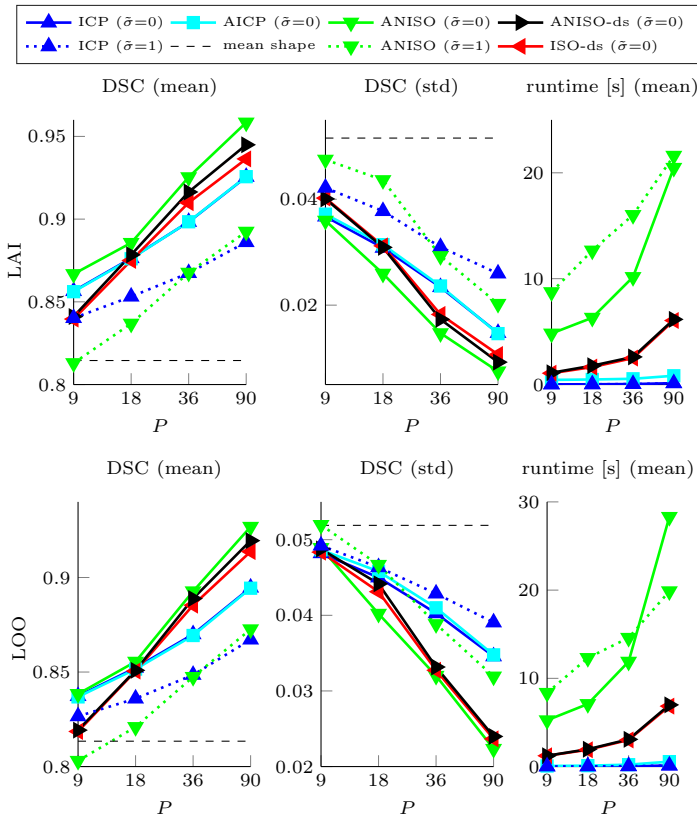 ICP (σ̃=0) AICP (σ̃=0) ANISO (σ̃=0) ANISO-ds (σ̃=0)
ICP (σ̃=1) mean shape ANISO (σ̃=1) ISO-ds (σ̃=0)
DSC (mean) DSC (std) runtime [s] (mean)
LAI
0.95
0.9
0.85
0.8
9 18 36 90
P
0.04
0.02
9 18 36 90
P
20
10
0
9 18 36 90
P
DSC (mean) DSC (std) runtime [s] (mean)
LOO
0.9
0.85
0.8
9 18 36 90
P
0.05
0.04
0.03
0.02
9 18 36 90
P
30
20
10
0
9 18 36 90
P